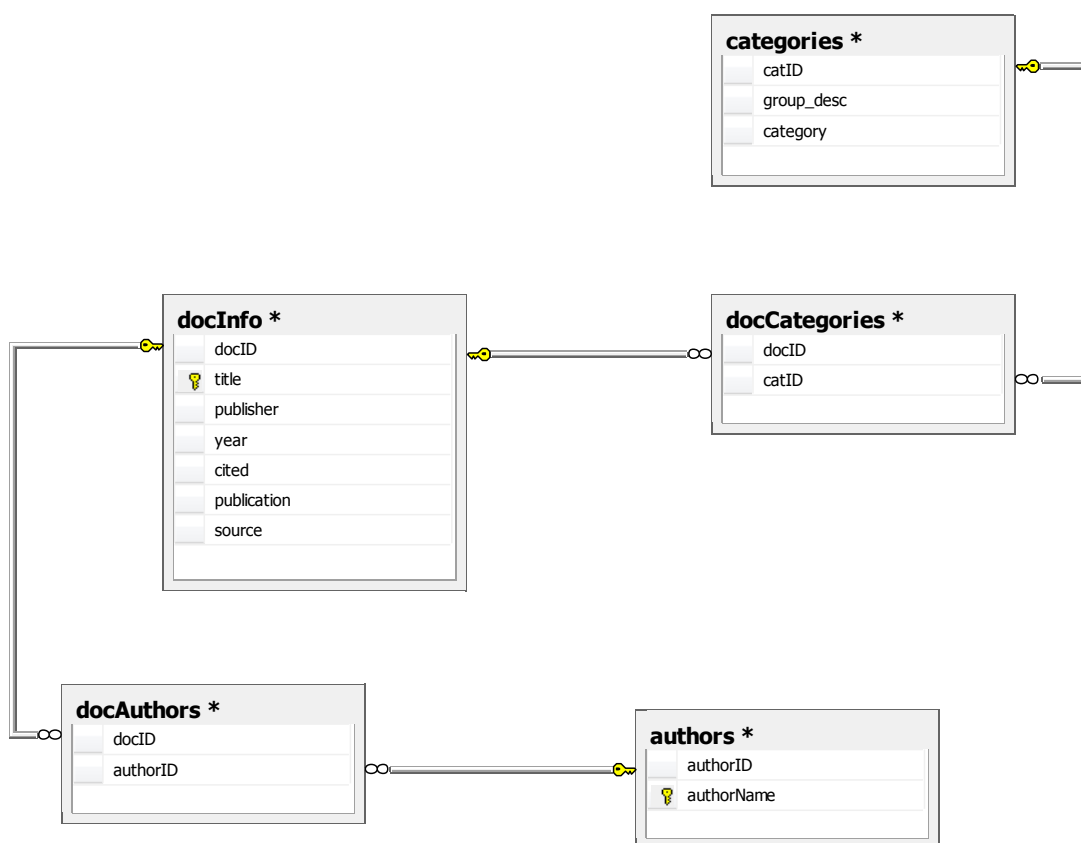 categories *
catID
group_desc
category
docInfo *
docID
title
publisher
year
cited
publication
source
docCategories *
docID
catID
docAuthors *
docID
authorID
authors *
authorID
authorName